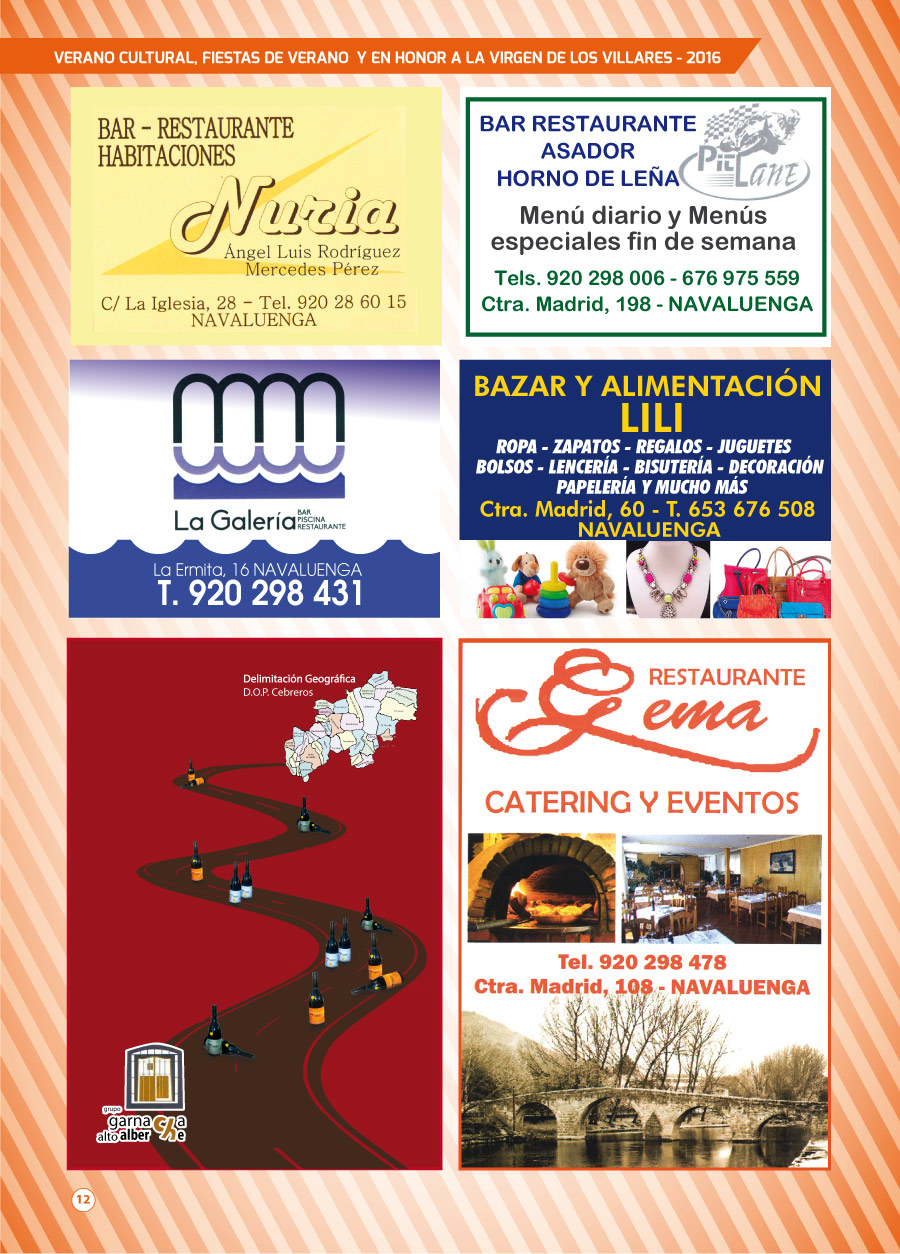 VERANO CULTURAL, FIESTAS DE VERANO Y EN HONOR A LA VIRGEN DE LOS VILLARES - 2016
BAR - RESTAURANTE
HABITACIONES
Nuria
Ángel Luis Rodríguez
Mercedes Pérez
C/ La Iglesia, 28 - Tel. 920 28 60 15
NAVALUENGA
BAR RESTAURANTE
ASADOR
HORNO DE LEÑA
Pit Lane
Menú diario y Menús
especiales fin de semana
Tels. 920 298 006 - 676 975 559
Ctra. Madrid, 198 - NAVALUENGA
La Galería BAR
PISCINA
RESTAURANTE
La Ermita, 16 NAVALUENGA
T. 920 298 431
BAZAR Y ALIMENTACIÓN
LILI
ROPA - ZAPATOS - REGALOS - JUGUETES
BOLSOS - LENCERÍA - BISUTERÍA - DECORACIÓN
PAPELERÍA Y MUCHO MÁS
Ctra. Madrid, 60 - T. 653 676 508
NAVALUENGA
Delimitación Geográfica
D.O.P. Cebreros
grupo
garnacha
alto alberche
RESTAURANTE
Gema
CATERING Y EVENTOS
Tel. 920 298 478
Ctra. Madrid, 108 - NAVALUENGA
12